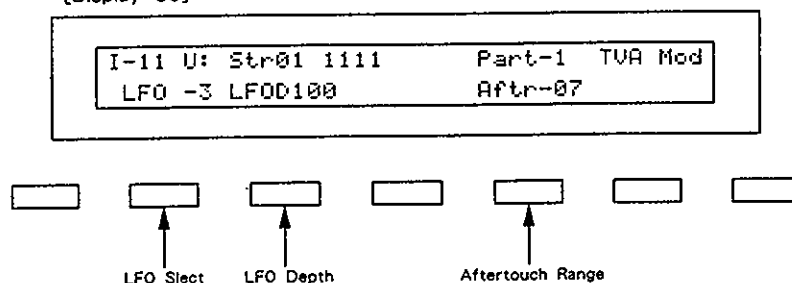 I-11 U: Str01 1111 Part-1 TVA Mod
LFO -3 LFOD100 Aftr-07
LFO Slect LFO Depth Aftertouch Range